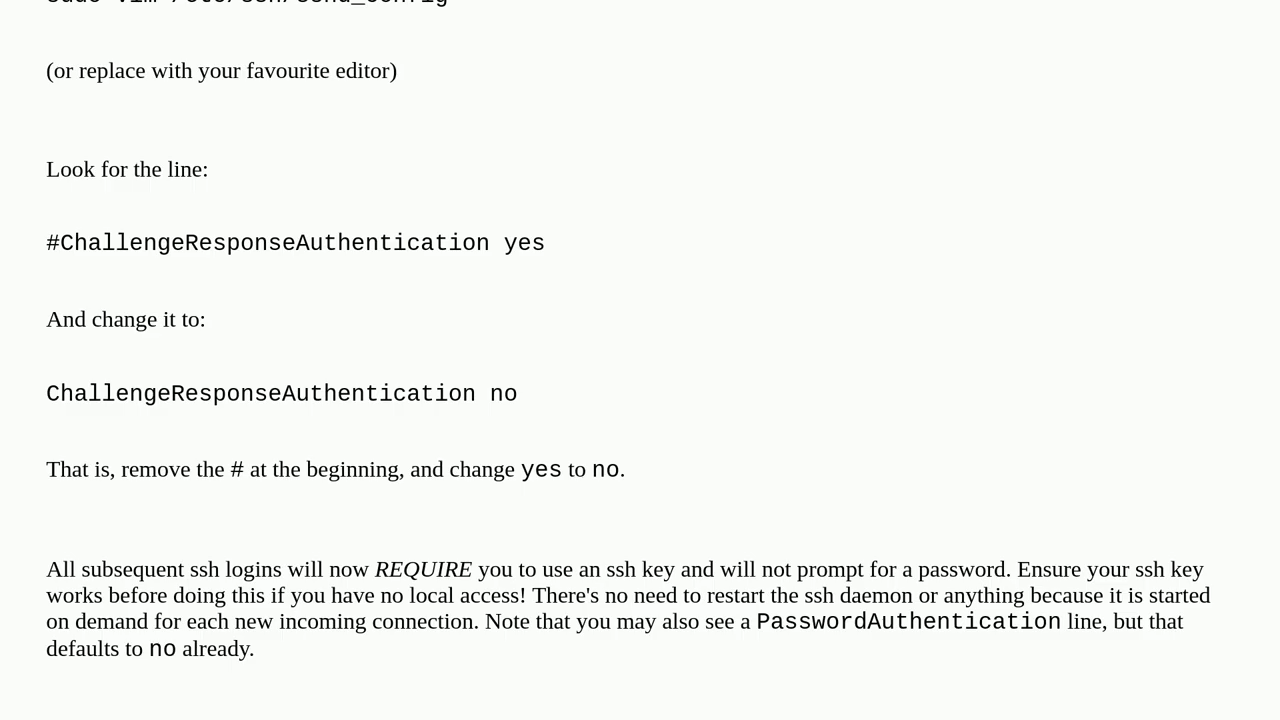 sudo vim /etc/ssh/sshd_config
(or replace with your favourite editor)
Look for the line:
#ChallengeResponseAuthentication yes
And change it to:
ChallengeResponseAuthentication no
That is, remove the # at the beginning, and change yes to no.
All subsequent ssh logins will now REQUIRE you to use an ssh key and will not prompt for a password. Ensure your ssh key
works before doing this if you have no local access! There's no need to restart the ssh daemon or anything because it is started
on demand for each new incoming connection. Note that you may also see a PasswordAuthentication line, but that
defaults to no already.